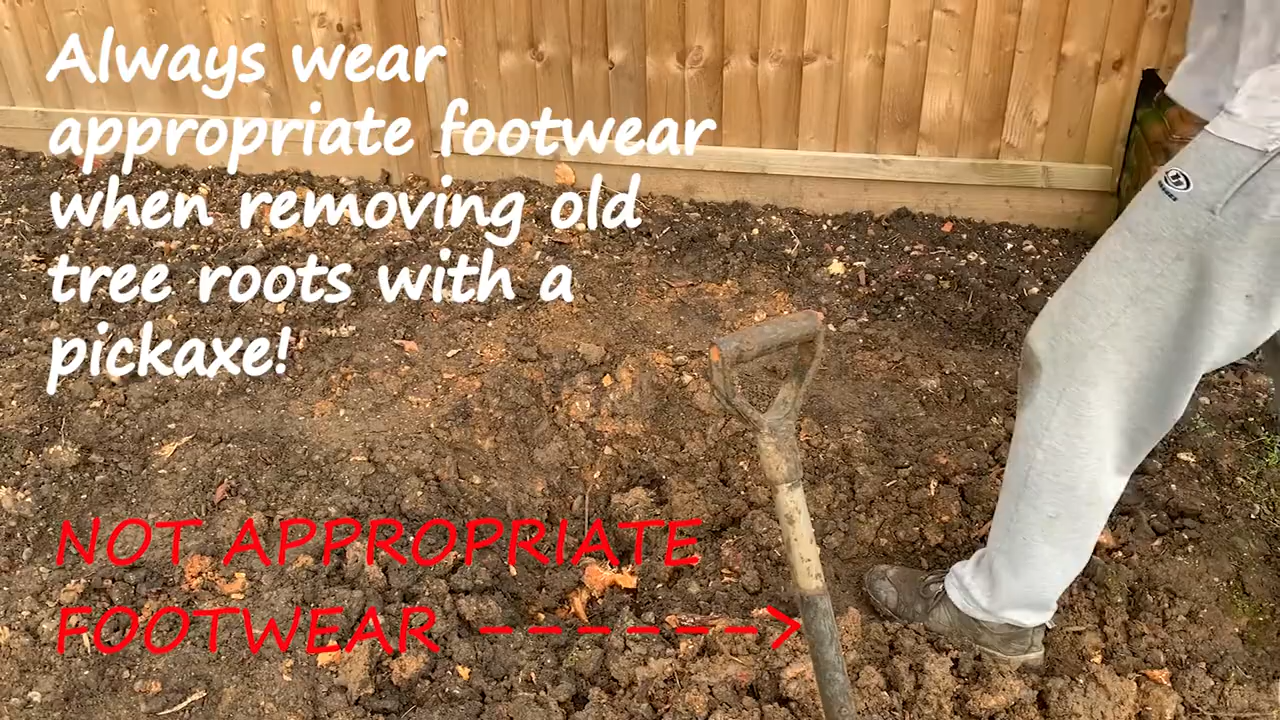 Always wear
appropriate footwear
when removing old
tree roots with a
pickaxe!
NOT APPROPRIATE
FOOTWEAR ------>